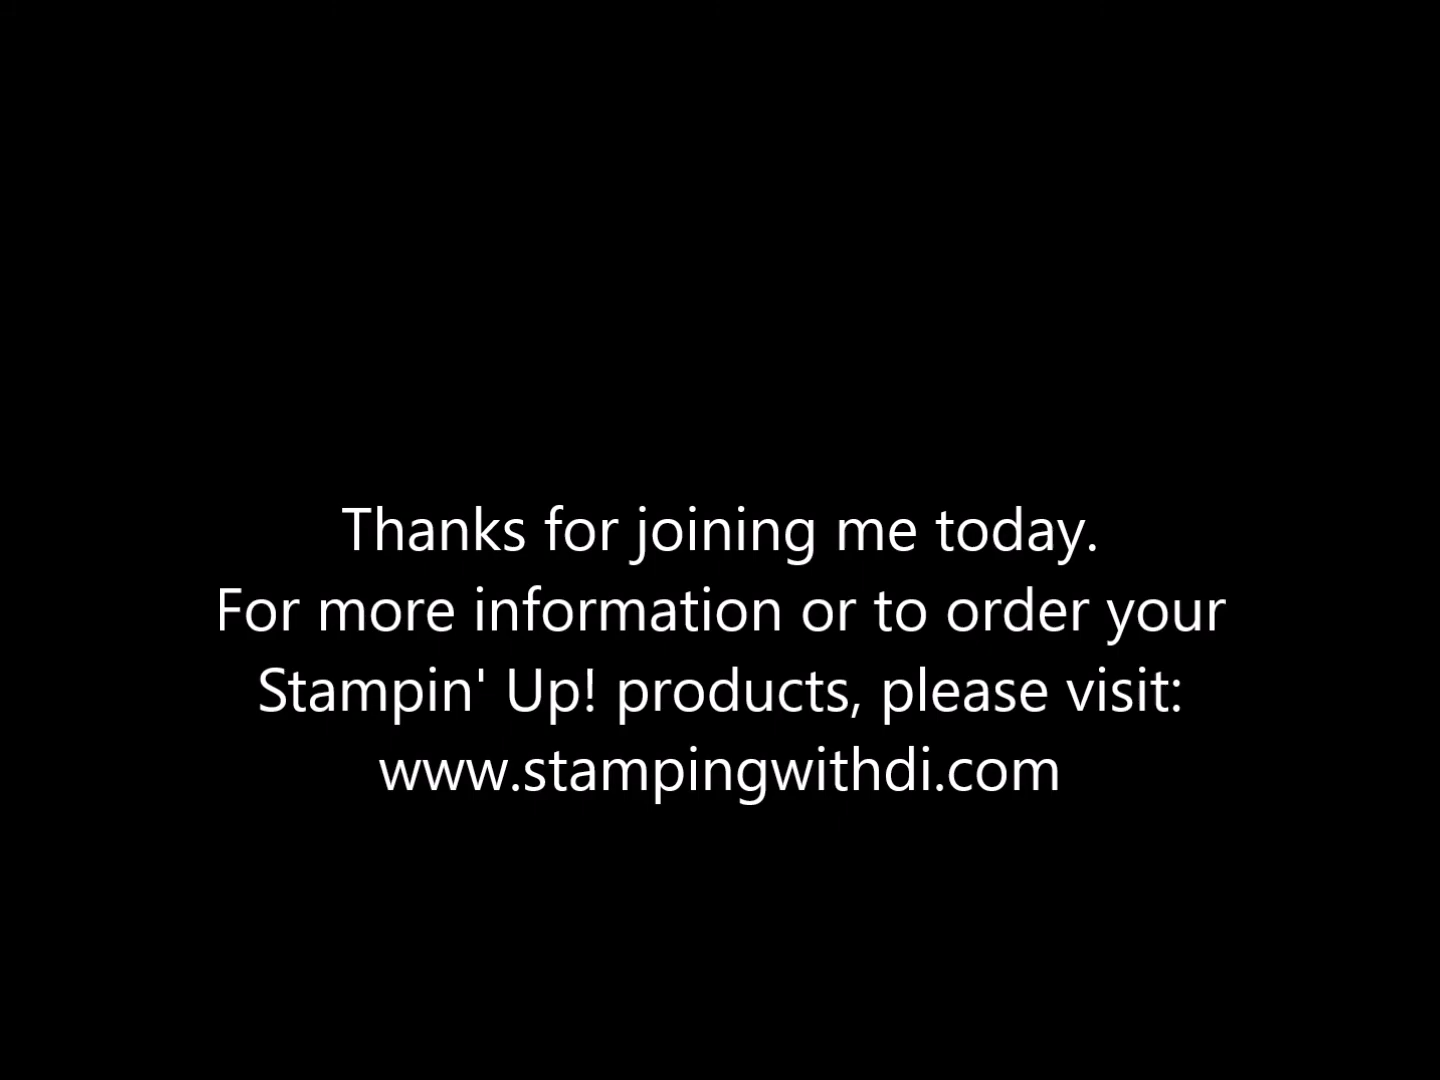 Thanks for joining me today.
For more information or to order your
Stampin' Up! products, please visit:
www.stampingwithdi.com